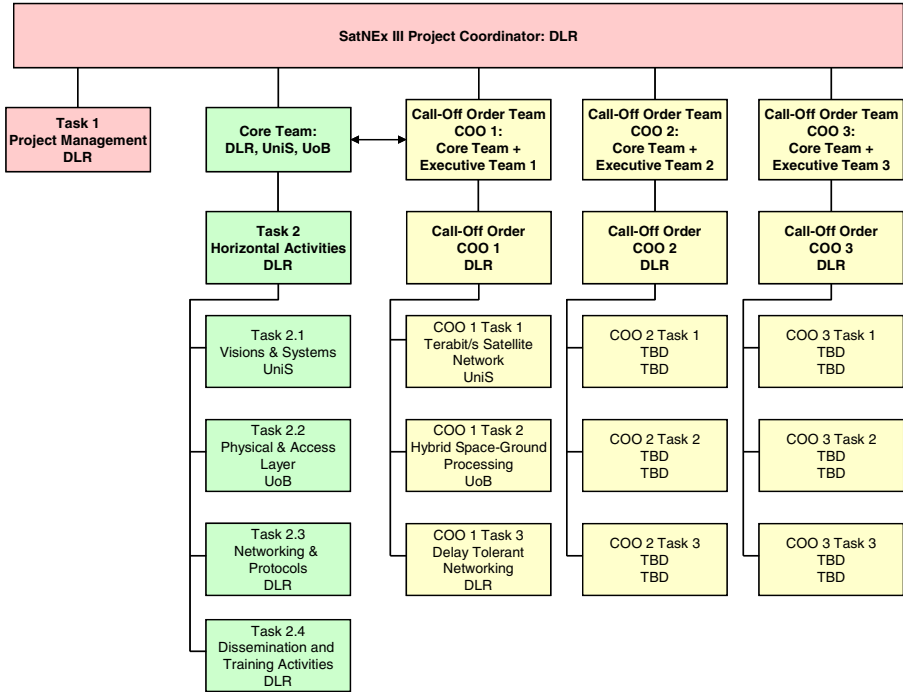 SatNEx III Project Coordinator: DLR
Task 1
Project Management
DLR
Core Team:
DLR, UniS, UoB
Call-Off Order Team
COO 1:
Core Team +
Executive Team 1
Call-Off Order Team
COO 2:
Core Team +
Executive Team 2
Call-Off Order Team
COO 3:
Core Team +
Executive Team 3
Task 2
Horizontal Activities
DLR
Call-Off Order
COO 1
DLR
Call-Off Order
COO 2
DLR
Call-Off Order
COO 3
DLR
Task 2.1
Visions & Systems
UniS
COO 1 Task 1
Terabit/s Satellite
Network
UniS
COO 2 Task 1
TBD
TBD
COO 3 Task 1
TBD
TBD
Task 2.2
Physical & Access
Layer
UoB
COO 1 Task 2
Hybrid Space-Ground
Processing
UoB
COO 2 Task 2
TBD
TBD
COO 3 Task 2
TBD
TBD
Task 2.3
Networking &
Protocols
DLR
COO 1 Task 3
Delay Tolerant
Networking
DLR
COO 2 Task 3
TBD
TBD
COO 3 Task 3
TBD
TBD
Task 2.4
Dissemination and
Training Activities
DLR